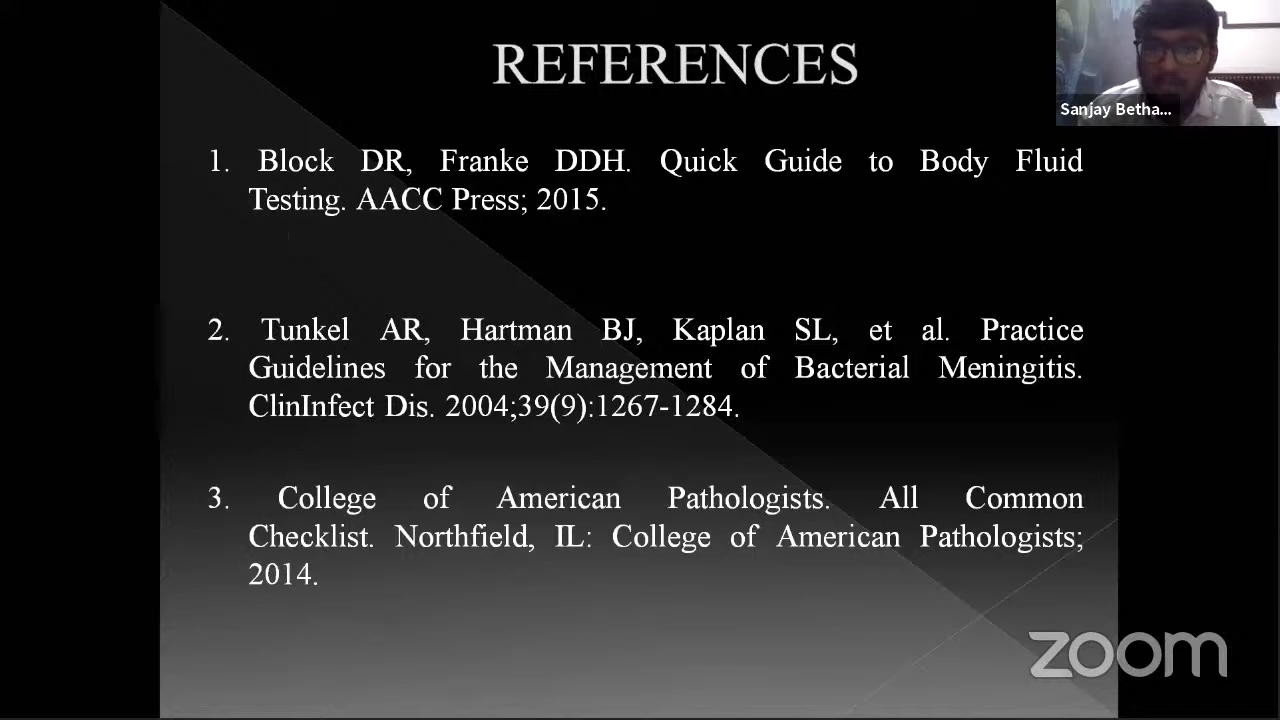 REFERENCES
Sanjay Betha...
1. Block DR, Franke DDH. Quick Guide to Body Fluid
Testing. AACC Press; 2015.
2. Tunkel AR, Hartman BJ, Kaplan SL, et al. Practice
Guidelines for the Management of Bacterial Meningitis.
ClinInfect Dis. 2004;39(9):1267-1284.
3. College of American Pathologists. All Common
Checklist. Northfield, IL: College of American Pathologists;
2014.
zoom